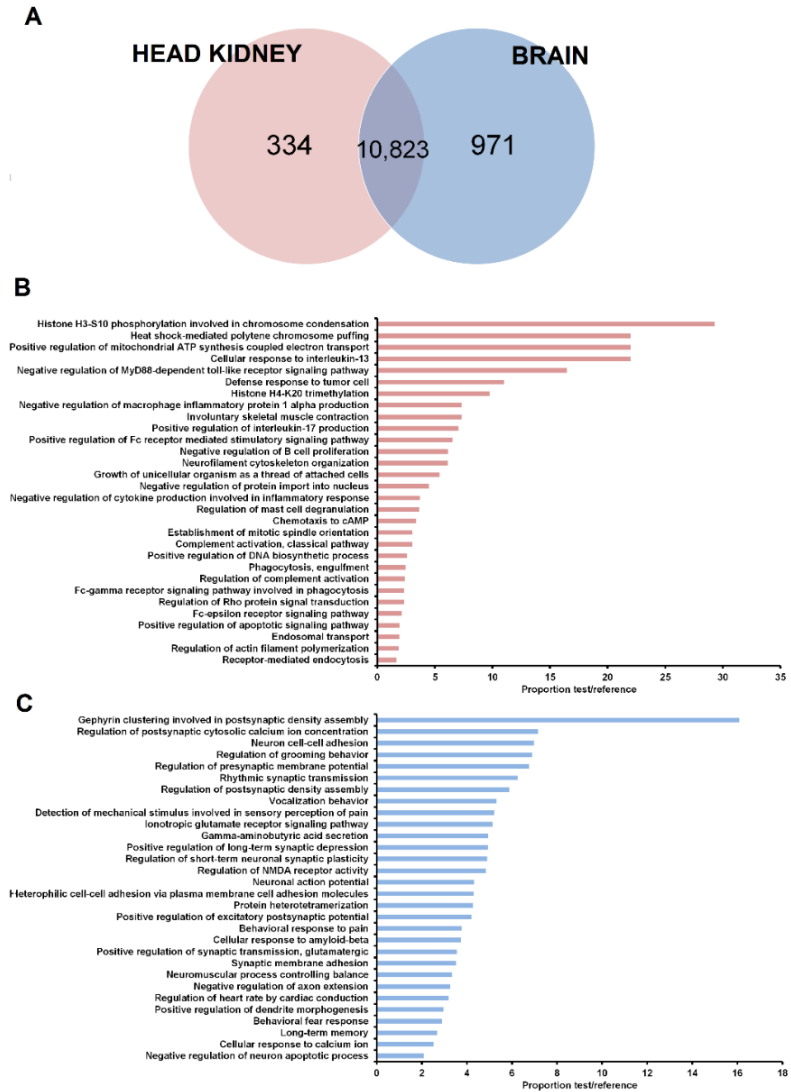 A
HEAD KIDNEY
BRAIN
334
10,823
971
B
Histone H3-S10 phosphorylation involved in chromosome condensation
Heat shock-mediated polytene chromosome puffing
Positive regulation of mitochondrial ATP synthesis coupled electron transport
Cellular response to interleukin-13
Negative regulation of MyD88-dependent toll-like receptor signaling pathway
Defense response to tumor cell
Histone H4-K20 trimethylation
Negative regulation of macrophage inflammatory protein 1 alpha production
Involuntary skeletal muscle contraction
Positive regulation of interleukin-17 production
Positive regulation of Fc receptor mediated stimulatory signaling pathway
Negative regulation of B cell proliferation
Neurofilament cytoskeleton organization
Growth of unicellular organism as a thread of attached cells
Negative regulation of protein import into nucleus
Negative regulation of cytokine production involved in inflammatory response
Regulation of mast cell degranulation
Chemotaxis to cAMP
Establishment of mitotic spindle orientation
Complement activation, classical pathway
Positive regulation of DNA biosynthetic process
Phagocytosis, engulfment
Regulation of complement activation
Fc-gamma receptor signaling pathway involved in phagocytosis
Regulation of Rho protein signal transduction
Fc-epsilon receptor signaling pathway
Positive regulation of apoptotic signaling pathway
Endosomal transport
Regulation of actin filament polymerization
Receptor-mediated endocytosis
0 5 10 15 20 25 30 35
Proportion test/reference
C
Gephyrin clustering involved in postsynaptic density assembly
Regulation of postsynaptic cytosolic calcium ion concentration
Neuron cell-cell adhesion
Regulation of grooming behavior
Regulation of presynaptic membrane potential
Rhythmic synaptic transmission
Regulation of postsynaptic density assembly
Vocalization behavior
Detection of mechanical stimulus involved in sensory perception of pain
Ionotropic glutamate receptor signaling pathway
Gamma-aminobutyric acid secretion
Positive regulation of long-term synaptic depression
Regulation of short-term neuronal synaptic plasticity
Regulation of NMDA receptor activity
Neuronal action potential
Heterophilic cell-cell adhesion via plasma membrane cell adhesion molecules
Protein heterotetramerization
Positive regulation of excitatory postsynaptic potential
Behavioral response to pain
Cellular response to amyloid-beta
Positive regulation of synaptic transmission, glutamatergic
Synaptic membrane adhesion
Neuromuscular process controlling balance
Negative regulation of axon extension
Regulation of heart rate by cardiac conduction
Positive regulation of dendrite morphogenesis
Behavioral fear response
Long-term memory
Cellular response to calcium ion
Negative regulation of neuron apoptotic process
0 2 4 6 8 10 12 14 16 18
Proportion test/reference